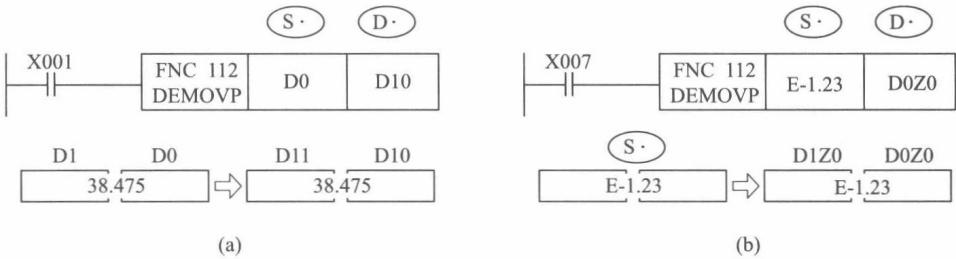 S· D· S· D·
X001 FNC 112 DEMOVP D0 D10
X007 FNC 112 DEMOVP E-1.23 D0Z0
D1 D0 D11 D10
38.475 38.475
S·
D1Z0 D0Z0
E-1.23 E-1.23
(a) (b)